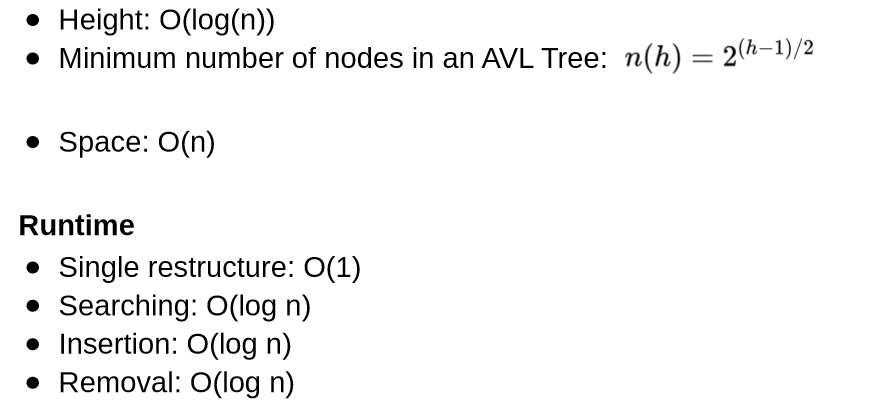 ● Height: O(log(n))
● Minimum number of nodes in an AVL Tree: n(h) = 2^{(h−1)/2}
● Space: O(n)
Runtime
● Single restructure: O(1)
● Searching: O(log n)
● Insertion: O(log n)
● Removal: O(log n)